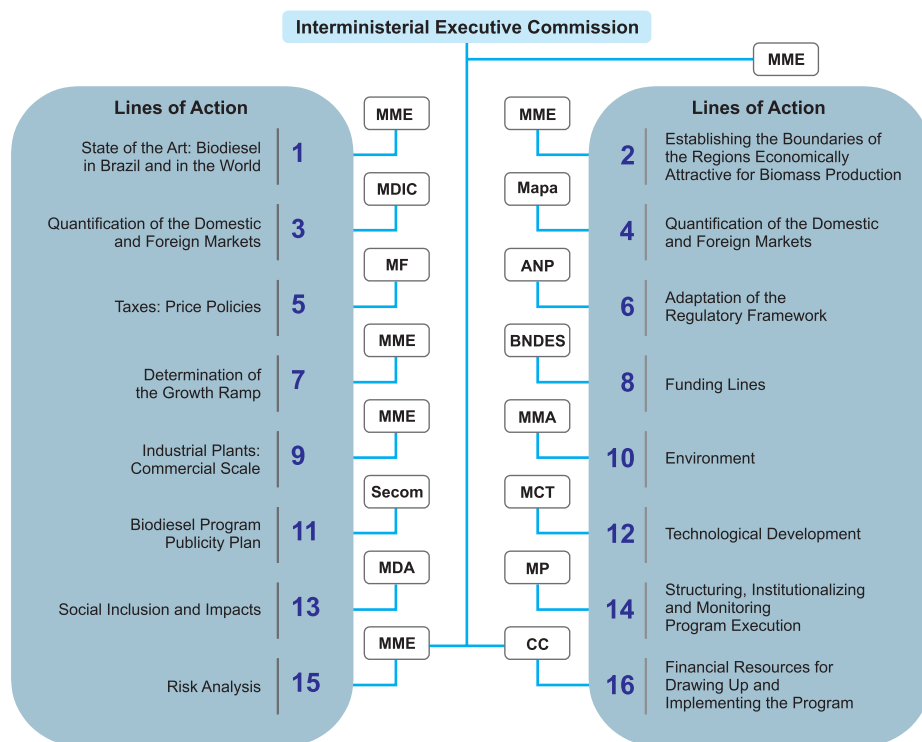 Interministerial Executive Commission
MME
Lines of Action
MME
State of the Art: Biodiesel
in Brazil and in the World
1
MDIC
Quantification of the Domestic
and Foreign Markets
3
MF
Taxes: Price Policies
5
MME
Determination of
the Growth Ramp
7
MME
Industrial Plants:
Commercial Scale
9
Secom
Biodiesel Program
Publicity Plan
11
MDA
Social Inclusion and Impacts
13
MME
Risk Analysis
15
Lines of Action
MME
2
Establishing the Boundaries of
the Regions Economically
Attractive for Biomass Production
Mapa
4
Quantification of the Domestic
and Foreign Markets
ANP
6
Adaptation of the
Regulatory Framework
BNDES
8
Funding Lines
MMA
10
Environment
MCT
12
Technological Development
MP
14
Structuring, Institutionalizing
and Monitoring
Program Execution
CC
16
Financial Resources for
Drawing Up and
Implementing the Program